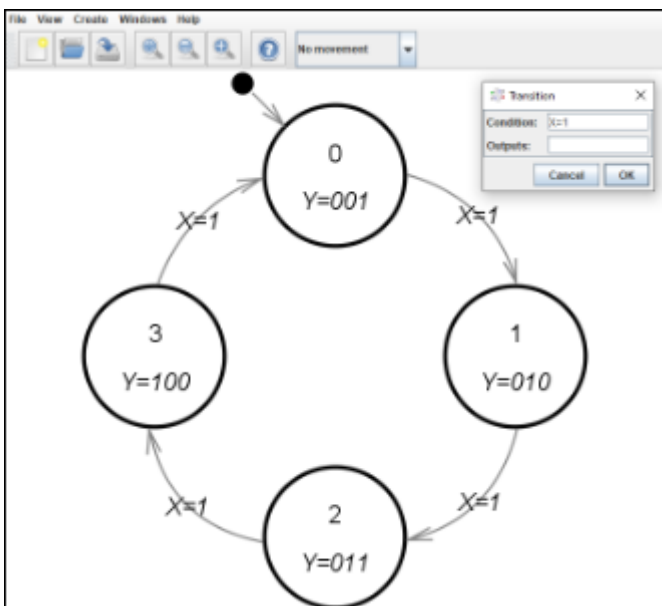 File View Create Windows Help
No movement
Transition
Condition: X=1
Outputs:
Cancel OK
0
Y=001
X=1
X=1
3
Y=100
1
Y=010
X=1
X=1
2
Y=011